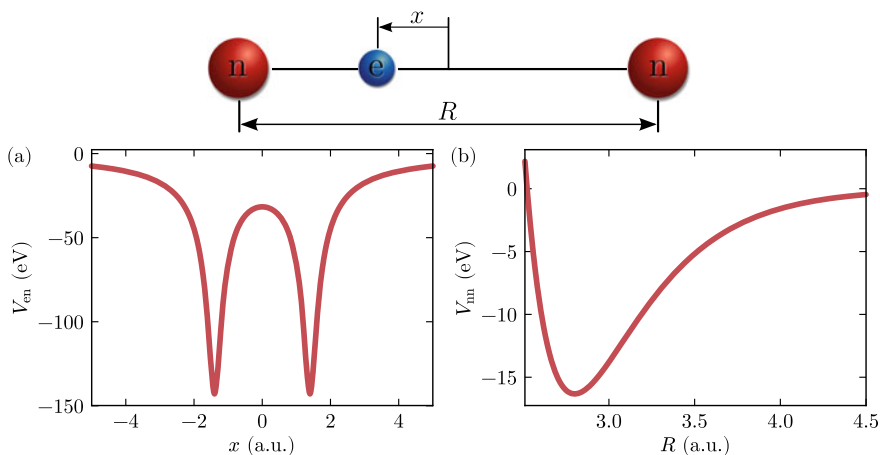 x
n e n
R
(a)
0
−50
−100
−150
V_en (eV)
−4 −2 0 2 4
x (a.u.)
(b)
0
−5
−10
−15
V_nn (eV)
3.0 3.5 4.0 4.5
R (a.u.)